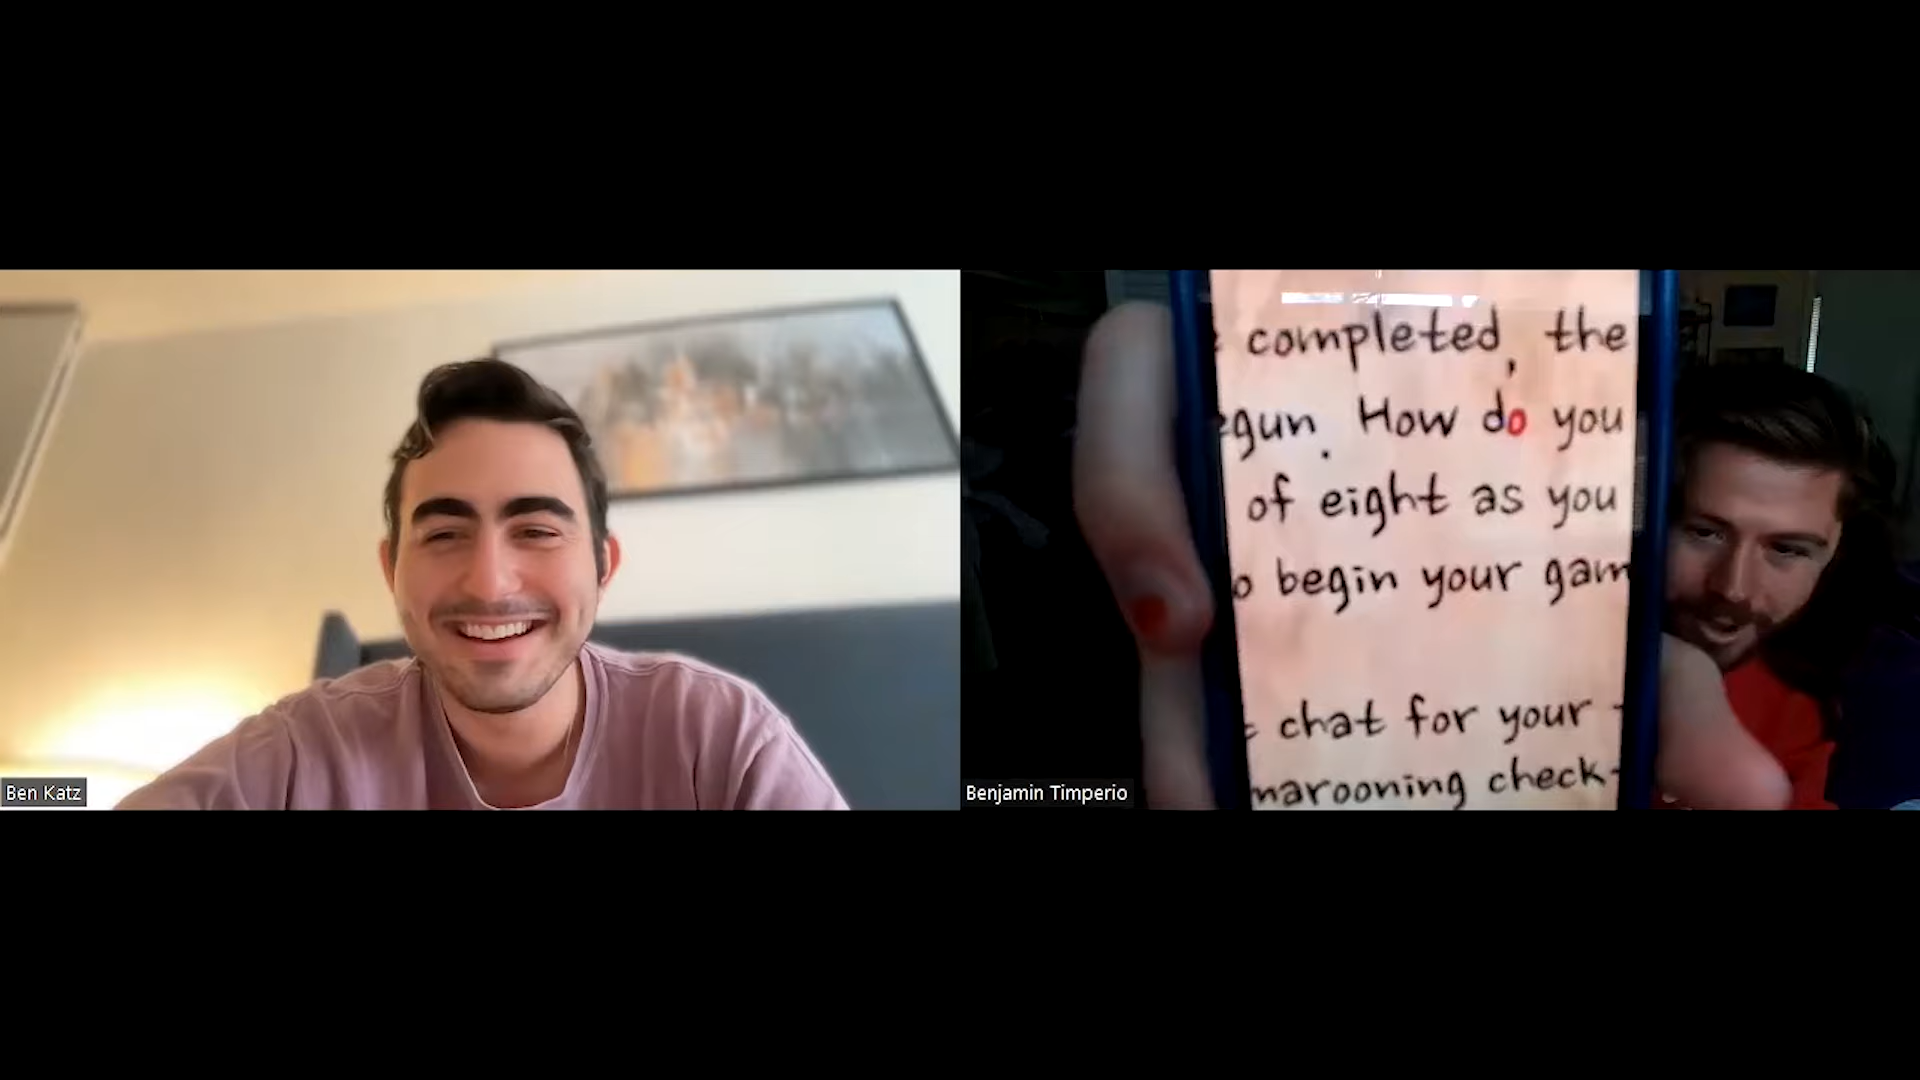 completed, the
egun. How do you
of eight as you
o begin your gam
chat for your
marooning check-
Ben Katz
Benjamin Timperio